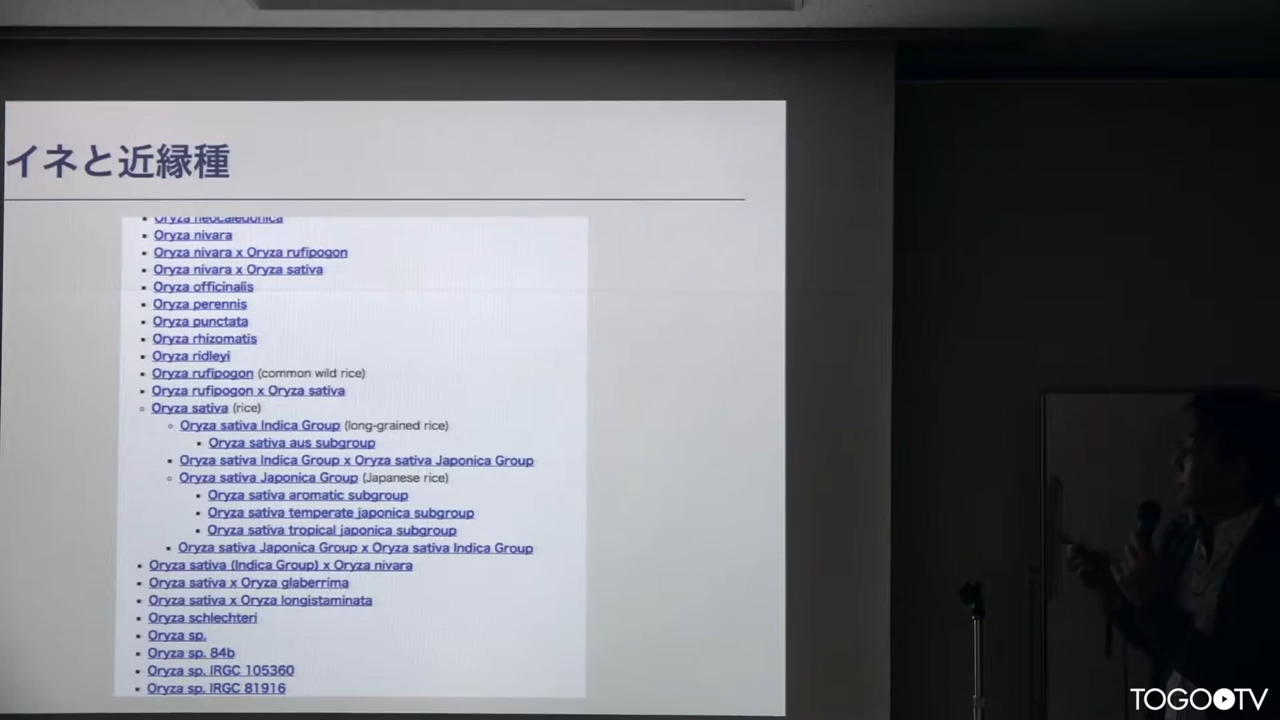 イネと近縁種
Oryza neocaledonica
Oryza nivara
Oryza nivara x Oryza rufipogon
Oryza nivara x Oryza sativa
Oryza officinalis
Oryza perennis
Oryza punctata
Oryza rhizomatis
Oryza ridleyi
Oryza rufipogon (common wild rice)
Oryza rufipogon x Oryza sativa
Oryza sativa (rice)
Oryza sativa Indica Group (long-grained rice)
Oryza sativa aus subgroup
Oryza sativa Indica Group x Oryza sativa Japonica Group
Oryza sativa Japonica Group (Japanese rice)
Oryza sativa aromatic subgroup
Oryza sativa temperate japonica subgroup
Oryza sativa tropical japonica subgroup
Oryza sativa Japonica Group x Oryza sativa Indica Group
Oryza sativa (Indica Group) x Oryza nivara
Oryza sativa x Oryza glaberrima
Oryza sativa x Oryza longistaminata
Oryza schlechteri
Oryza sp.
Oryza sp. 84b
Oryza sp. IRGC 105360
Oryza sp. IRGC 81916
TOGOTV